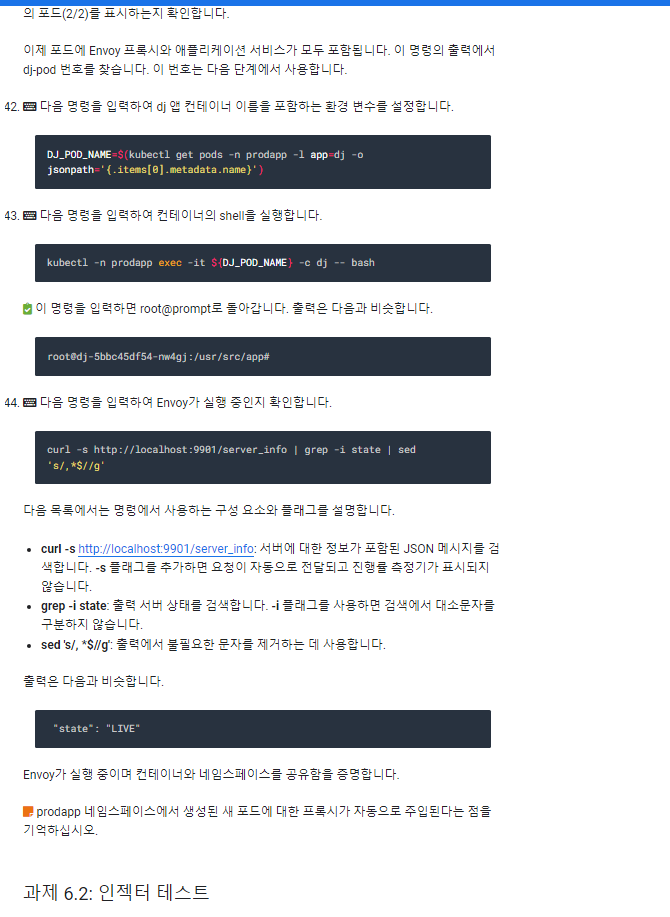 의 포드(2/2)를 표시하는지 확인합니다.
이제 포드에 Envoy 프록시와 애플리케이션 서비스가 모두 포함됩니다. 이 명령의 출력에서
dj-pod 번호를 찾습니다. 이 번호는 다음 단계에서 사용합니다.
42. 다음 명령을 입력하여 dj 앱 컨테이너 이름을 포함하는 환경 변수를 설정합니다.
DJ_POD_NAME=$(kubectl get pods -n prodapp -l app=dj -o
jsonpath='{.items[0].metadata.name}')
43. 다음 명령을 입력하여 컨테이너의 shell을 실행합니다.
kubectl -n prodapp exec -it ${DJ_POD_NAME} -c dj -- bash
이 명령을 입력하면 root@prompt로 돌아갑니다. 출력은 다음과 비슷합니다.
root@dj-5bbc45df54-nw4gj:/usr/src/app#
44. 다음 명령을 입력하여 Envoy가 실행 중인지 확인합니다.
curl -s http://localhost:9901/server_info | grep -i state | sed
's/,*$//g'
다음 목록에서는 명령에서 사용하는 구성 요소와 플래그를 설명합니다.
• curl -s http://localhost:9901/server_info: 서버에 대한 정보가 포함된 JSON 메시지를 검
색합니다. -s 플래그를 추가하면 요청이 자동으로 전달되고 진행률 측정기가 표시되지
않습니다.
• grep -i state: 출력 서버 상태를 검색합니다. -i 플래그를 사용하면 검색에서 대소문자를
구분하지 않습니다.
• sed 's/, *$//g': 출력에서 불필요한 문자를 제거하는 데 사용합니다.
출력은 다음과 비슷합니다.
"state": "LIVE"
Envoy가 실행 중이며 컨테이너와 네임스페이스를 공유함을 증명합니다.
prodapp 네임스페이스에서 생성된 새 포드에 대한 프록시가 자동으로 주입된다는 점을
기억하십시오.
과제 6.2: 인젝터 테스트